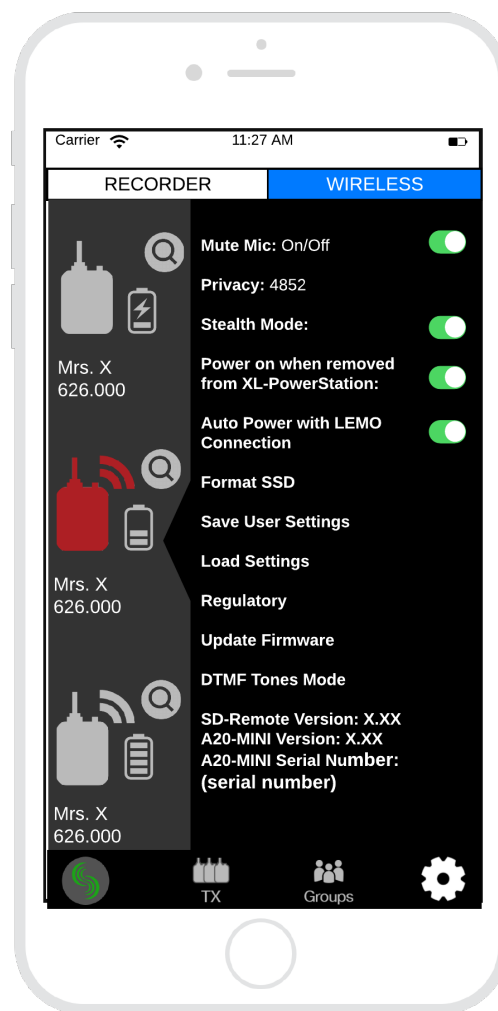 Carrier
11:27 AM
RECORDER
WIRELESS
Mrs. X
626.000
Mrs. X
626.000
Mrs. X
626.000
Mute Mic: On/Off
Privacy: 4852
Stealth Mode:
Power on when removed
from XL-PowerStation:
Auto Power with LEMO
Connection
Format SSD
Save User Settings
Load Settings
Regulatory
Update Firmware
DTMF Tones Mode
SD-Remote Version: X.XX
A20-MINI Version: X.XX
A20-MINI Serial Number:
(serial number)
TX
Groups